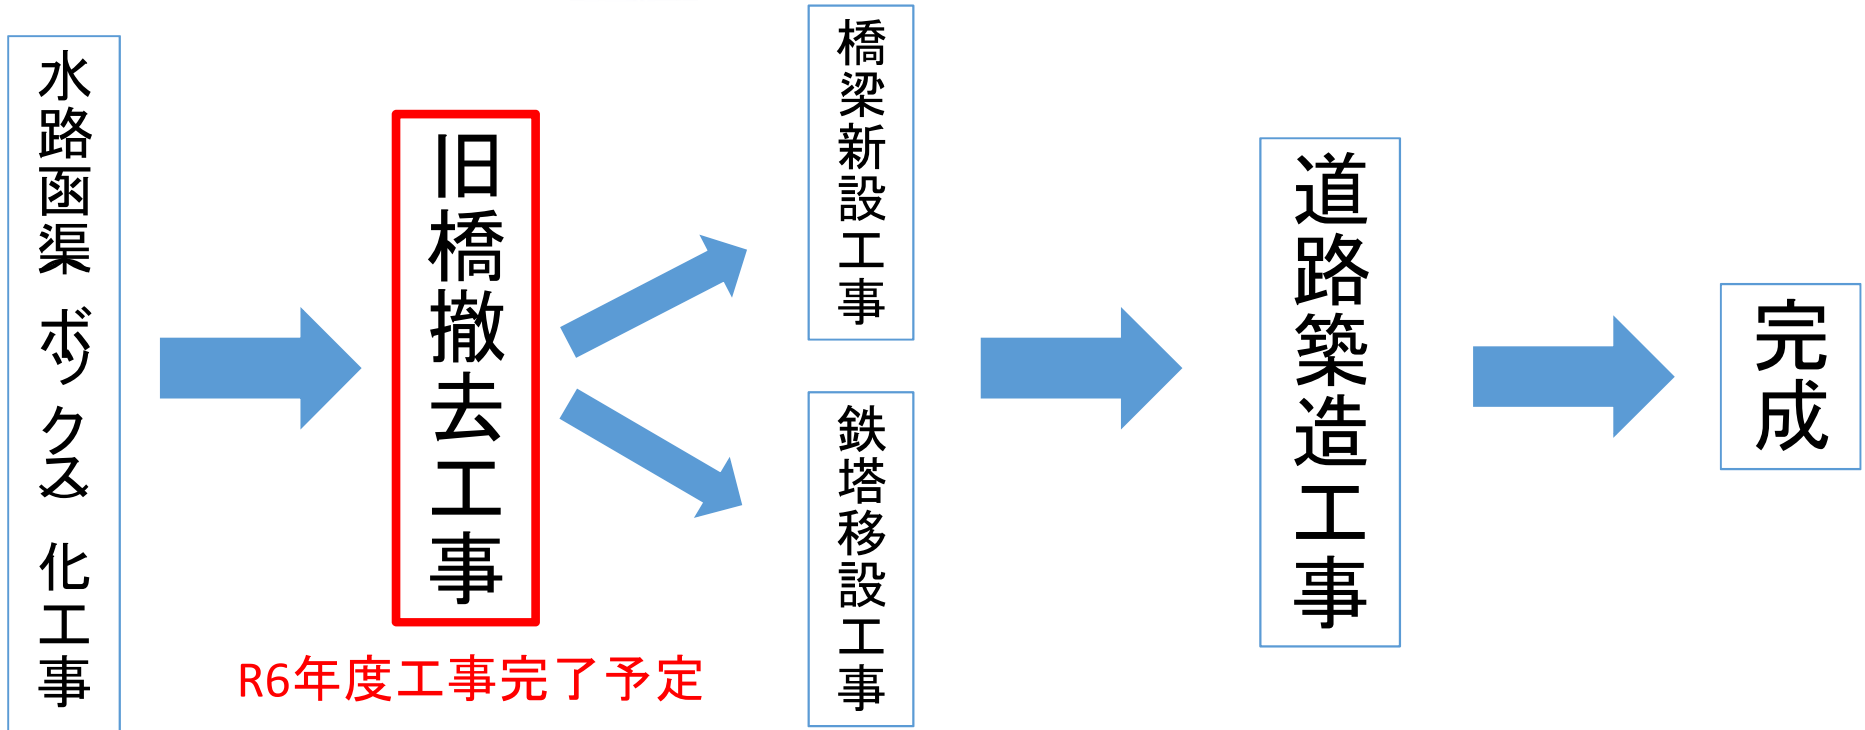 水路函渠 ボックス 化工事
旧橋撤去工事
R6年度工事完了予定
橋梁新設工事
鉄塔移設工事
道路築造工事
完成